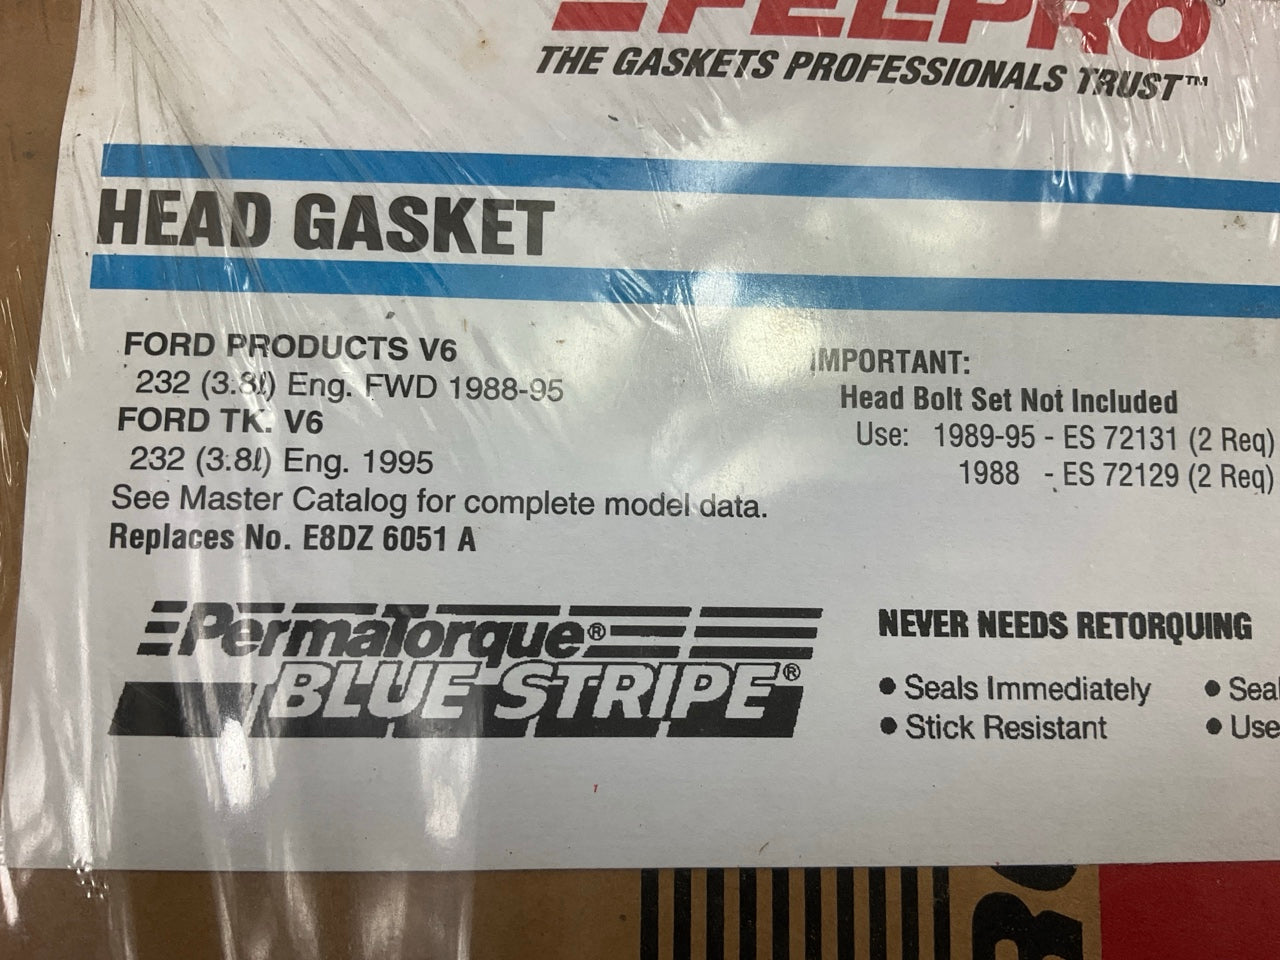 FELPRO
THE GASKETS PROFESSIONALS TRUST™
HEAD GASKET
FORD PRODUCTS V6
232 (3.8ℓ) Eng. FWD 1988-95
FORD TK. V6
232 (3.8ℓ) Eng. 1995
See Master Catalog for complete model data.
Replaces No. E8DZ 6051 A
IMPORTANT:
Head Bolt Set Not Included
Use: 1989-95 - ES 72131 (2 Req)
1988 - ES 72129 (2 Req)
PermaTorque®
BLUE STRIPE®
NEVER NEEDS RETORQUING
• Seals Immediately
• Stick Resistant
• Seal
• Use